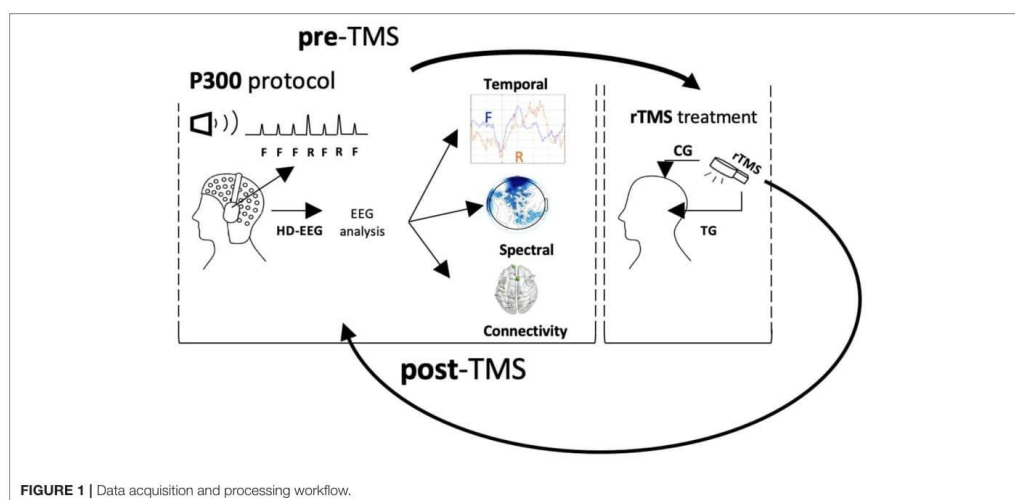 pre-TMS
P300 protocol
F F F R F R F
HD-EEG
EEG
analysis
Temporal
F
R
Spectral
Connectivity
rTMS treatment
CG
rTMS
TG
post-TMS
FIGURE 1 | Data acquisition and processing workflow.